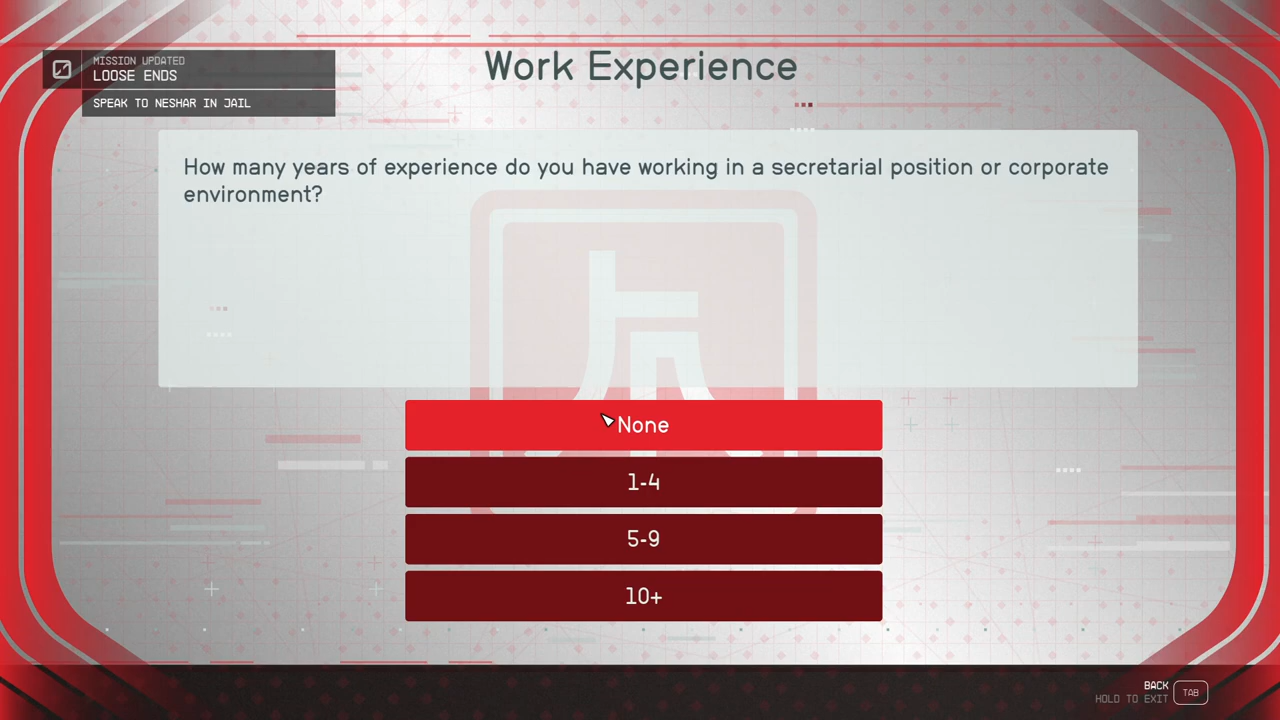 MISSION UPDATED
LOOSE ENDS
SPEAK TO NESHAR IN JAIL
Work Experience
How many years of experience do you have working in a secretarial position or corporate
environment?
None
1-4
5-9
10+
BACK
HOLD TO EXIT
TAB